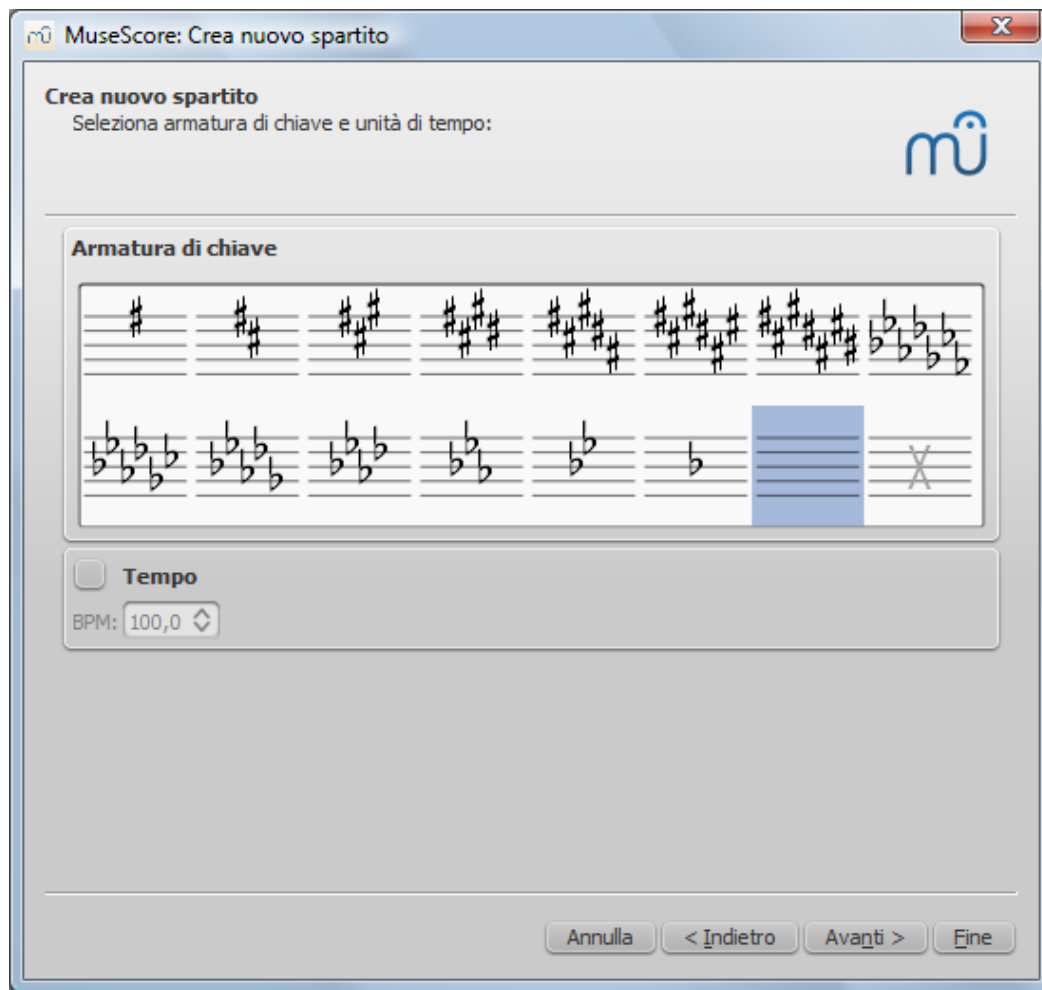 MuseScore: Crea nuovo spartito
Crea nuovo spartito
Seleziona armatura di chiave e unità di tempo:
Armatura di chiave
Tempo
BPM: 100,0
Annulla < Indietro Avanti > Fine